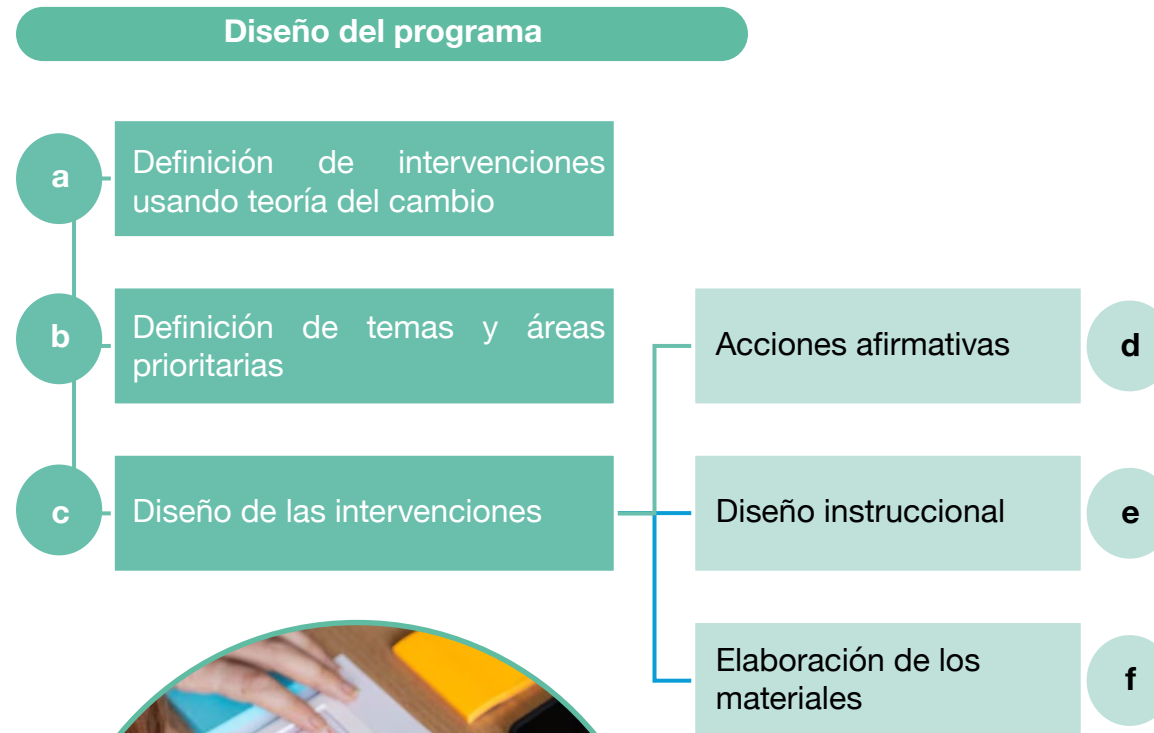 Diseño del programa
a
Definición de intervenciones
usando teoría del cambio
b
Definición de temas y áreas
prioritarias
c
Diseño de las intervenciones
Acciones afirmativas
d
Diseño instruccional
e
Elaboración de los
materiales
f